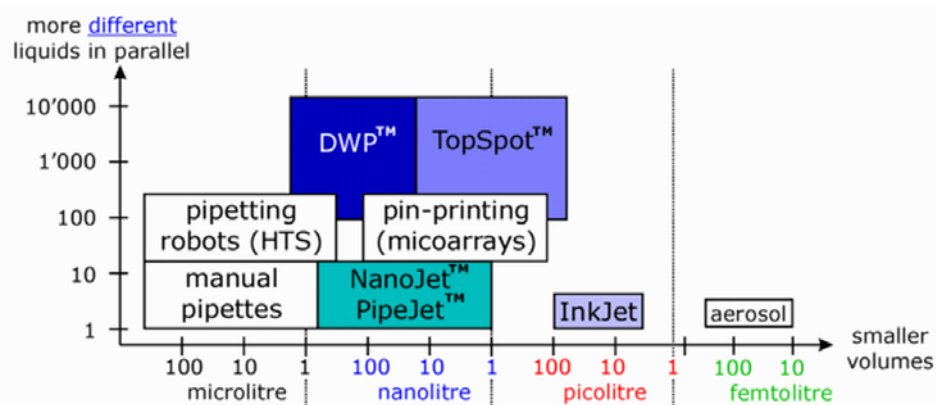 more different
liquids in parallel
10'000
1'000
100
10
1
DWP™
TopSpot™
pipetting
robots (HTS)
pin-printing
(micoarrays)
manual
pipettes
NanoJet™
PipeJet™
InkJet
aerosol
smaller
volumes
100 10 1 100 10 1 100 10 1 100 10
microlitre nanolitre picolitre femtolitre